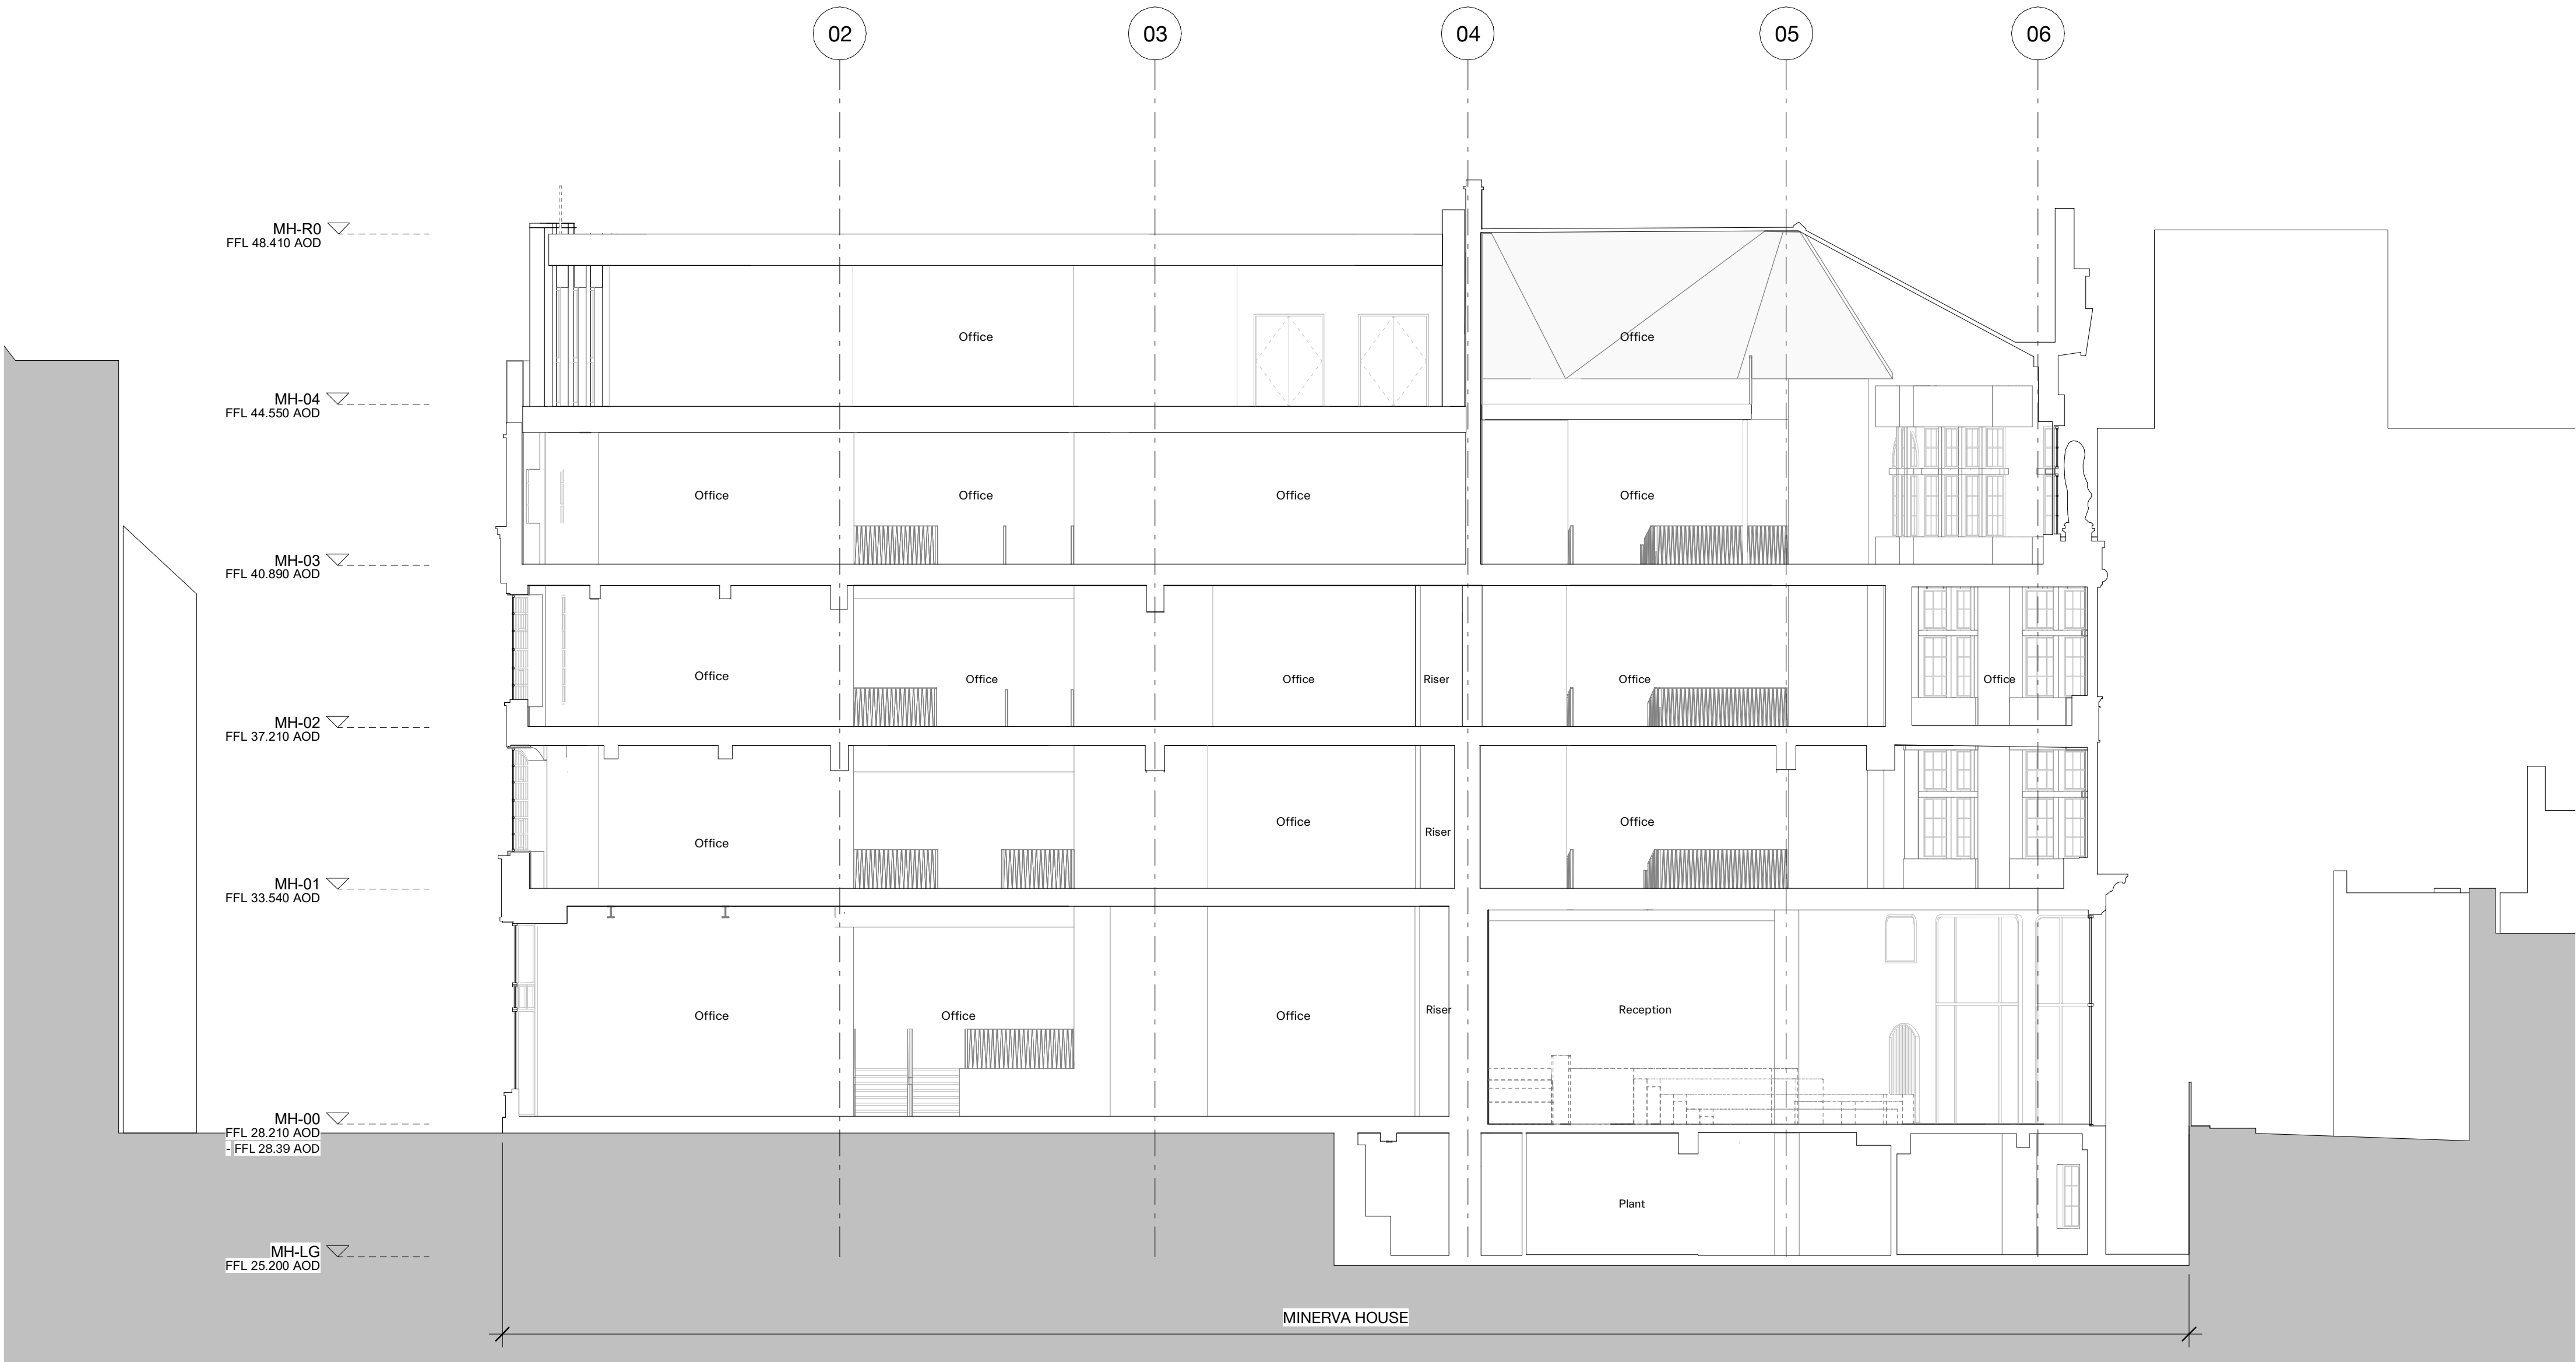 02
03
04
05
06
MH-R0
FFL 48.410 AOD
Office
Office
MH-04
FFL 44.550 AOD
Office
Office
Office
Office
MH-03
FFL 40.890 AOD
Office
Office
Office
Riser
Office
Office
MH-02
FFL 37.210 AOD
Office
Office
Riser
Office
MH-01
FFL 33.540 AOD
Office
Office
Office
Riser
Reception
MH-00
FFL 28.210 AOD
- FFL 28.39 AOD
Plant
MH-LG
FFL 25.200 AOD
MINERVA HOUSE